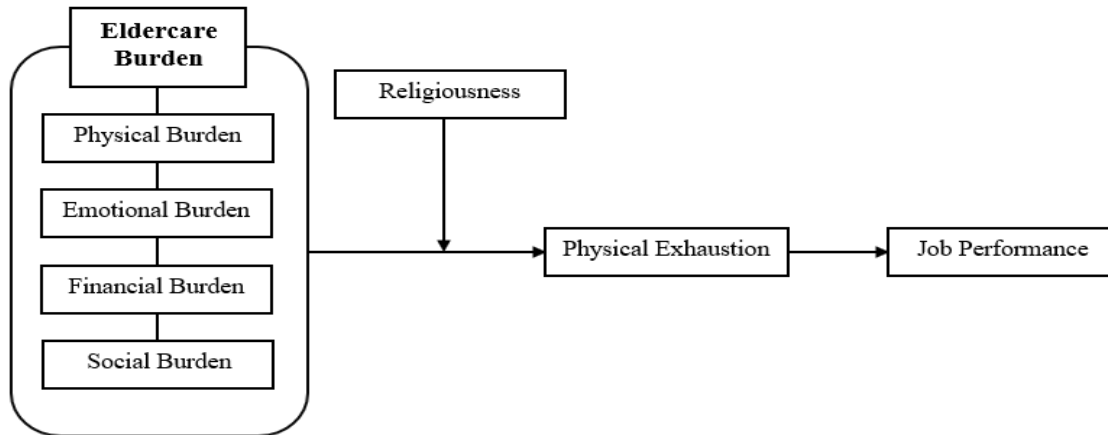 Eldercare
Burden
Physical Burden
Emotional Burden
Financial Burden
Social Burden
Religiousness
Physical Exhaustion
Job Performance